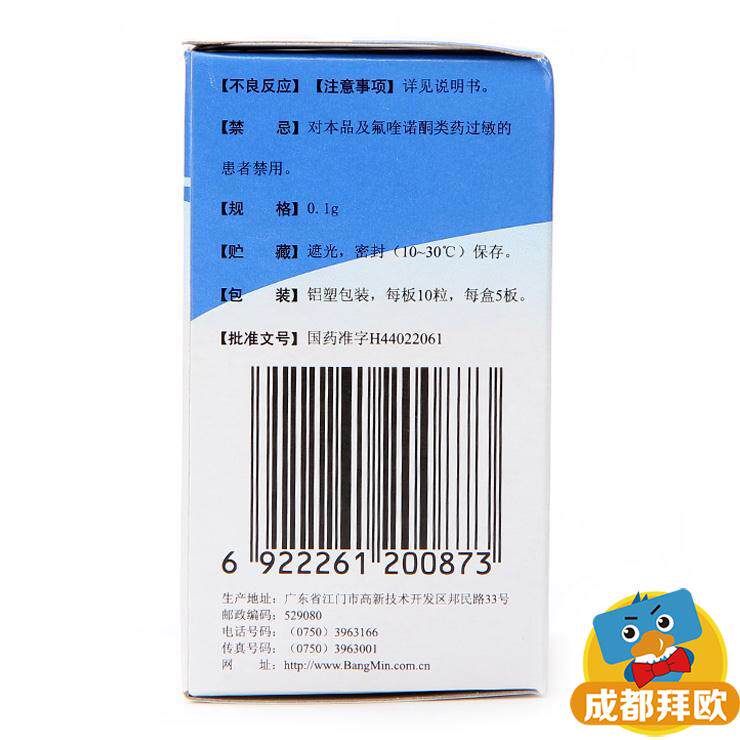 【不良反应】【注意事项】详见说明书。
【禁　　忌】对本品及氟喹诺酮类药过敏的
患者禁用。
【规　　格】0.1g
【贮　　藏】遮光，密封（10~30℃）保存。
【包　　装】铝塑包装，每板10粒，每盒5板。
【批准文号】国药准字H44022061
6 922261 200873
生产地址：广东省江门市高新技术开发区邦民路33号
邮政编码：529080
电话号码：（0750）3963166
传真号码：（0750）3963001
网　　址：http://www.BangMin.com.cn
成都拜欧